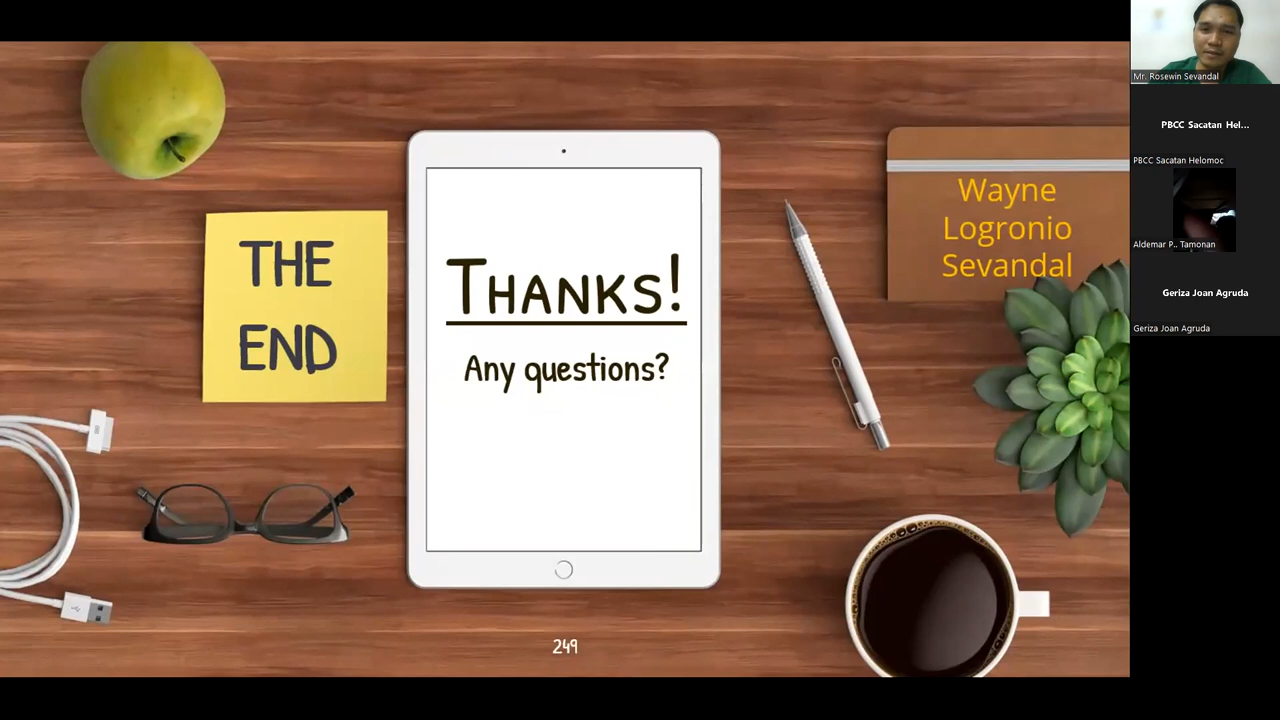 THE
END
THANKS!
Any questions?
Wayne
Logronio
Sevandal
249
Mr. Rosewin Sevandal
PBCC Sacatan Hel...
PBCC Sacatan Helomoc
Aldemar P.. Tamonan
Geriza Joan Agruda
Geriza Joan Agruda